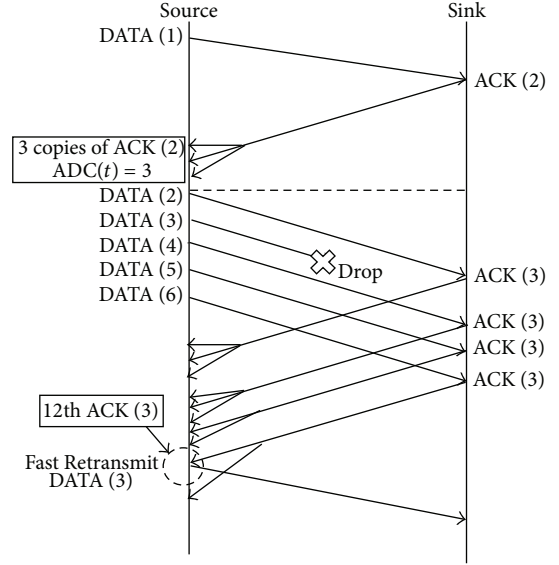 Source
Sink
DATA (1)
ACK (2)
3 copies of ACK (2)
ADC(t) = 3
DATA (2)
DATA (3)
DATA (4)
DATA (5)
DATA (6)
Drop
ACK (3)
ACK (3)
ACK (3)
ACK (3)
12th ACK (3)
Fast Retransmit
DATA (3)